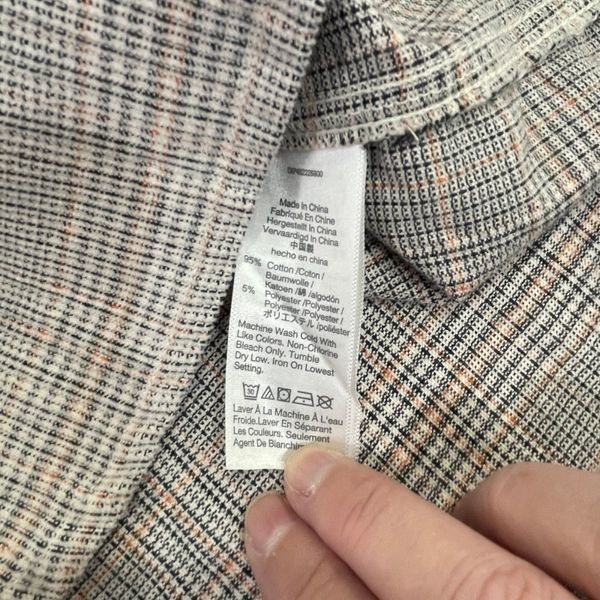 Made in China
Fabriqué En Chine
Hergestellt In China
Vervaardigd In China
中国製
hecho en china
95% Cotton /Coton /
Baumwolle /
Katoen /綿 /algodón
5% Polyester /Polyester /
Polyester /Polyester /
ポリエステル /poliéster
Machine Wash Cold With
Like Colors. Non-Chlorine
Bleach Only. Tumble
Dry Low. Iron On Lowest
Setting.
30
Laver À La Machine À L'eau
Froide.Laver En Séparant
Les Couleurs. Seulement
Agent De